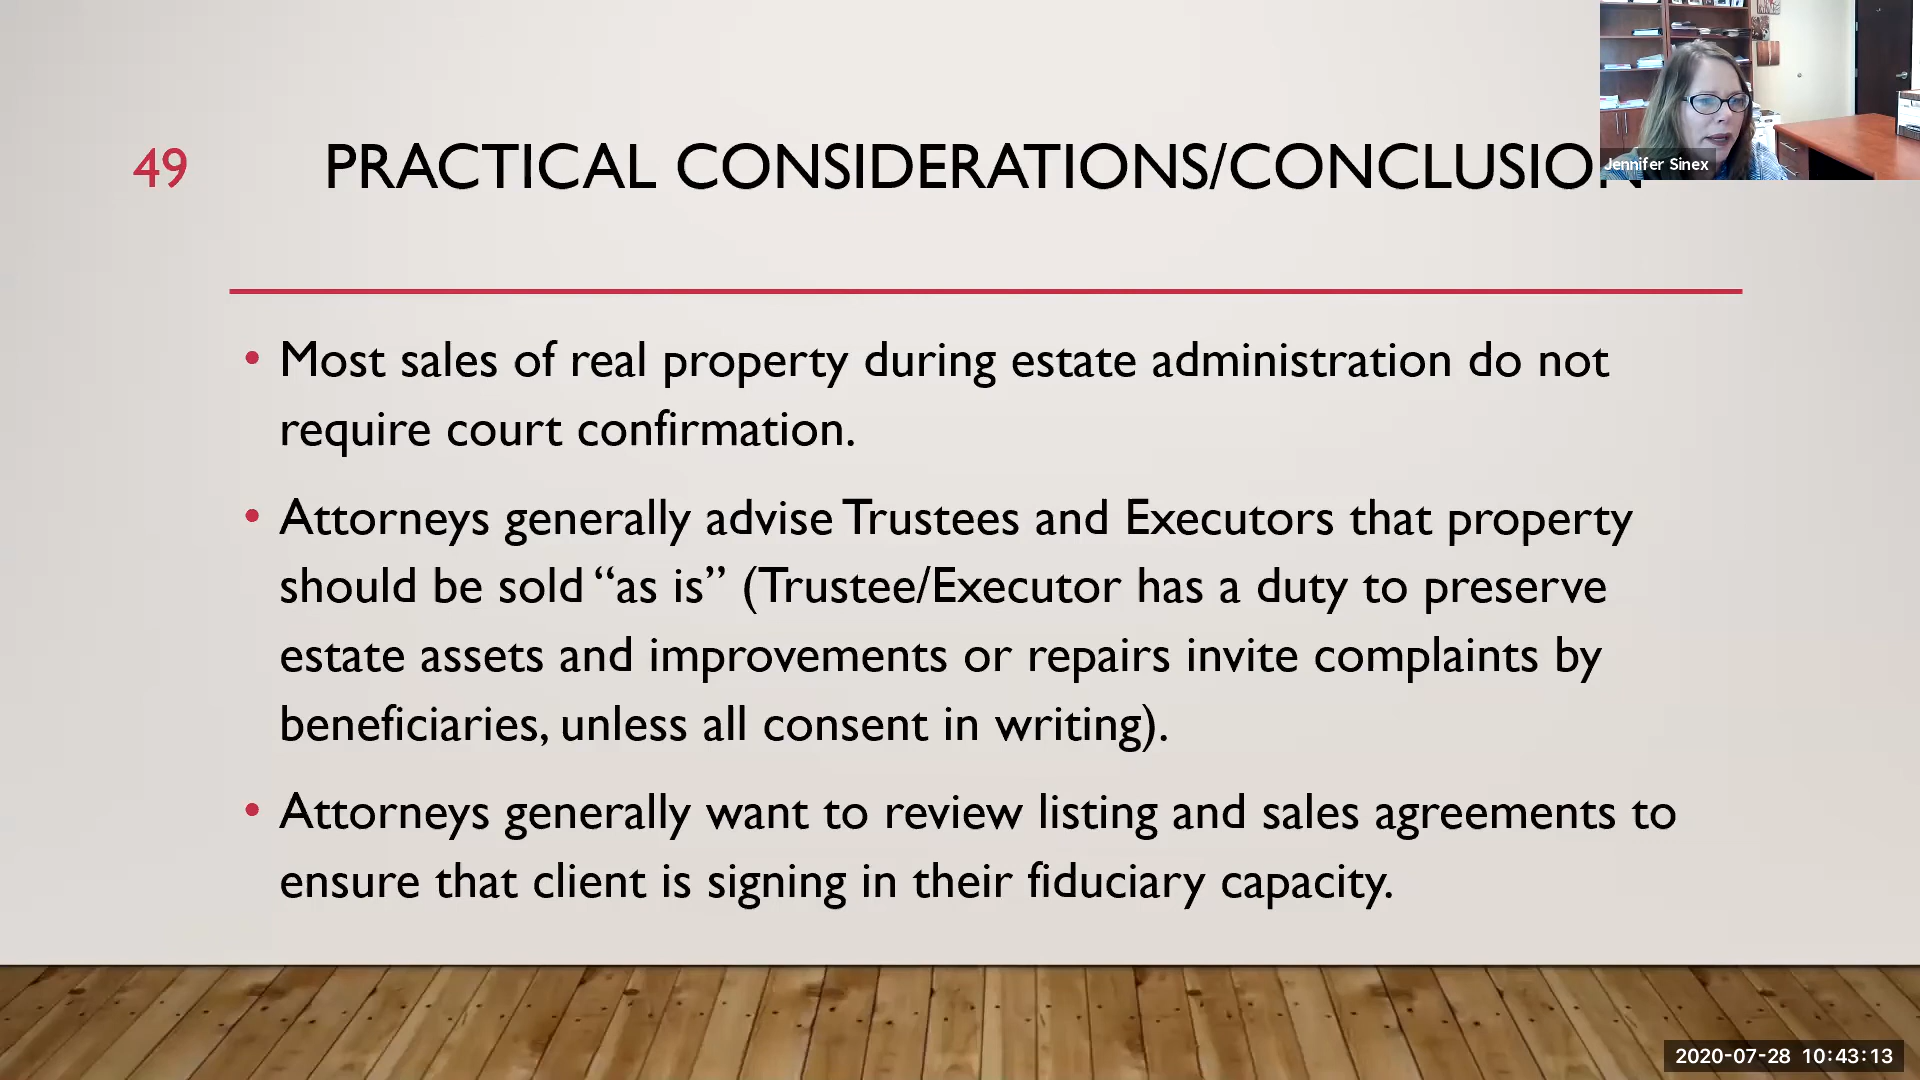 49
PRACTICAL CONSIDERATIONS/CONCLUSION
Jennifer Sinex
• Most sales of real property during estate administration do not
require court confirmation.
• Attorneys generally advise Trustees and Executors that property
should be sold “as is” (Trustee/Executor has a duty to preserve
estate assets and improvements or repairs invite complaints by
beneficiaries, unless all consent in writing).
• Attorneys generally want to review listing and sales agreements to
ensure that client is signing in their fiduciary capacity.
2020-07-28 10:43:13